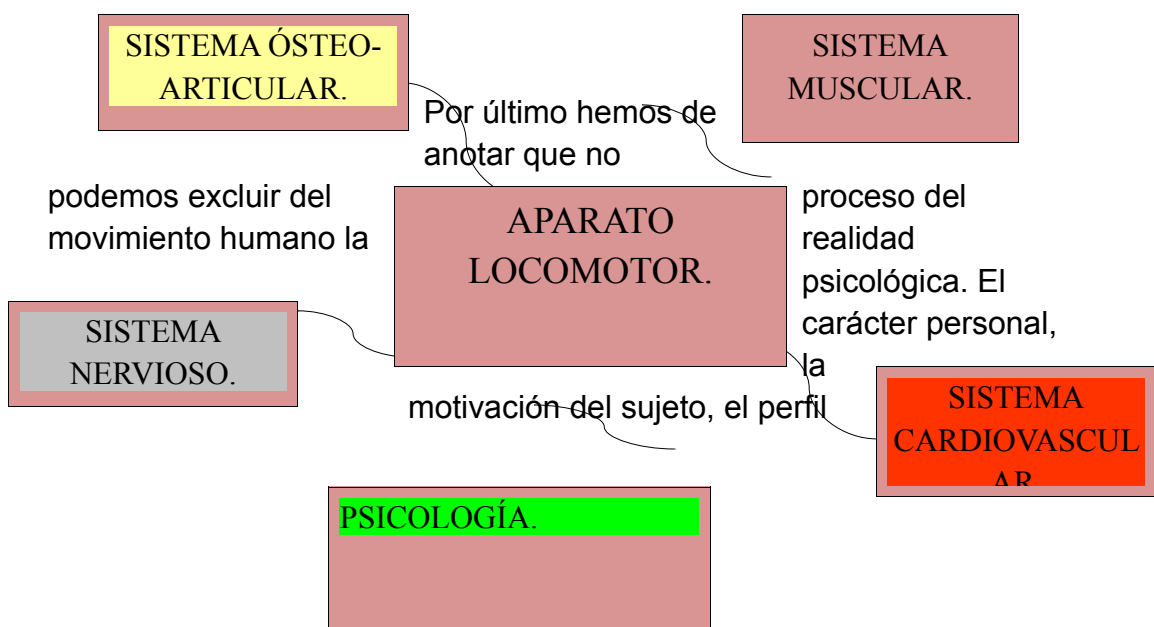 SISTEMA ÓSTEO-
ARTICULAR.
SISTEMA
MUSCULAR.
Por último hemos de
anotar que no
podemos excluir del
movimiento humano la
proceso del
realidad
psicológica. El
carácter personal,
la
APARATO
LOCOMOTOR.
SISTEMA
NERVIOSO.
motivación del sujeto, el perfil
SISTEMA
CARDIOVASCUL
AR
PSICOLOGÍA.